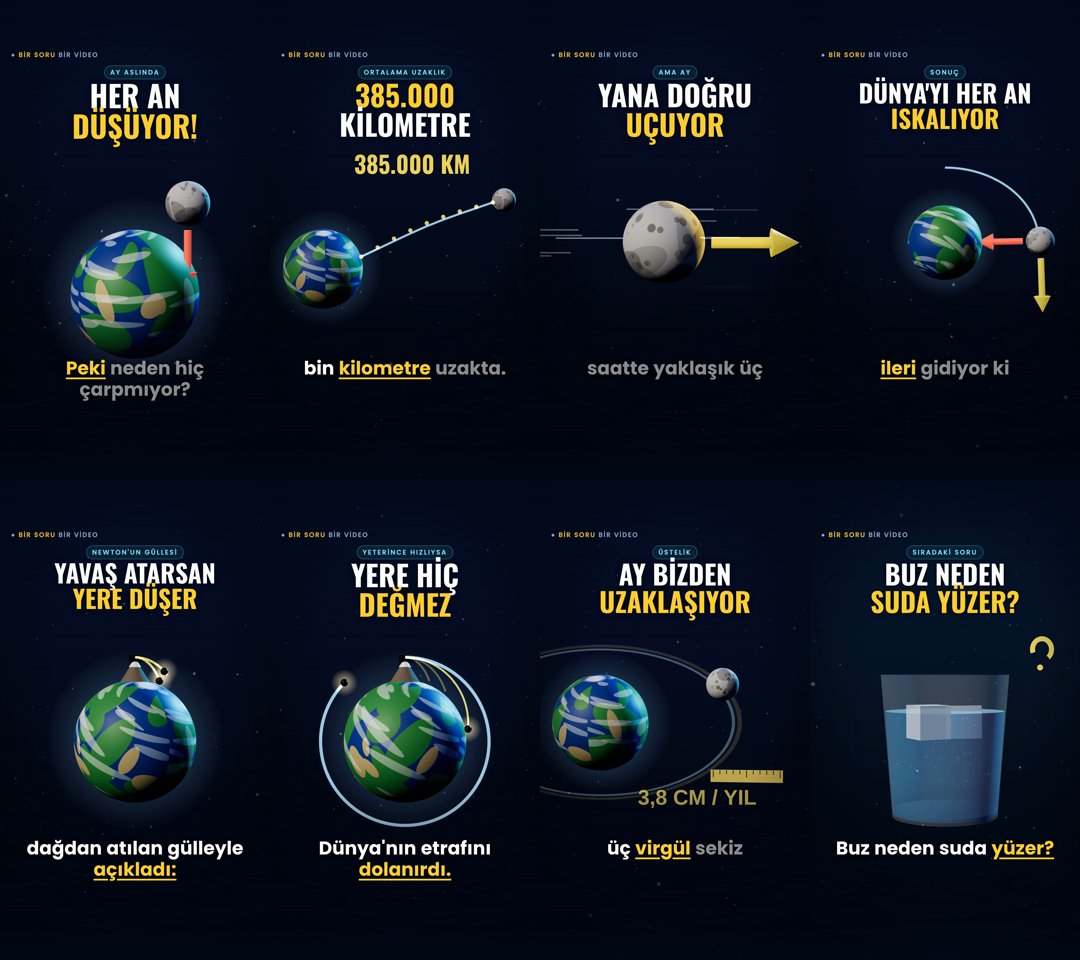 • BİR SORU BİR VİDEO
AY ASLINDA
HER AN
DÜŞÜYOR!
Peki neden hiç
çarpmıyor?
• BİR SORU BİR VİDEO
ORTALAMA UZAKLIK
385.000
KİLOMETRE
385.000 KM
bin kilometre uzakta.
• BİR SORU BİR VİDEO
AMA AY
YANA DOĞRU
UÇUYOR
saatte yaklaşık üç
• BİR SORU BİR VİDEO
SONUÇ
DÜNYA'YI HER AN
ISKALIYOR
ileri gidiyor ki
• BİR SORU BİR VİDEO
NEWTON'UN GÜLLESİ
YAVAŞ ATARSAN
YERE DÜŞER
dağdan atılan gülleyle
açıkladı:
• BİR SORU BİR VİDEO
YETERİNCE HIZLIYSA
YERE HİÇ
DEĞMEZ
Dünya'nın etrafını
dolanırdı.
• BİR SORU BİR VİDEO
ÜSTELİK
AY BİZDEN
UZAKLAŞIYOR
3,8 CM / YIL
üç virgül sekiz
• BİR SORU BİR VİDEO
SIRADAKİ SORU
BUZ NEDEN
SUDA YÜZER?
Buz neden suda yüzer?